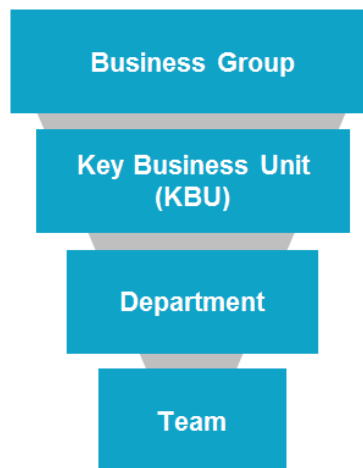 Business Group
Key Business Unit
(KBU)
Department
Team